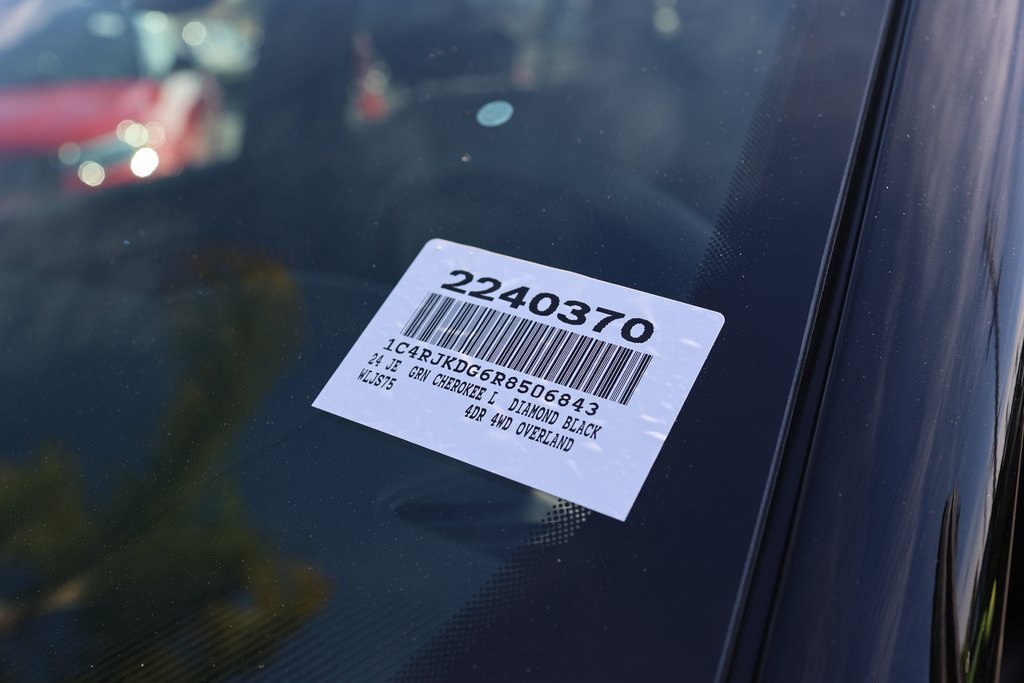 2240370
1C4RJKDG6R8506843
24 JE GRN CHEROKEE L DIAMOND BLACK
WLJS75 4DR 4WD OVERLAND